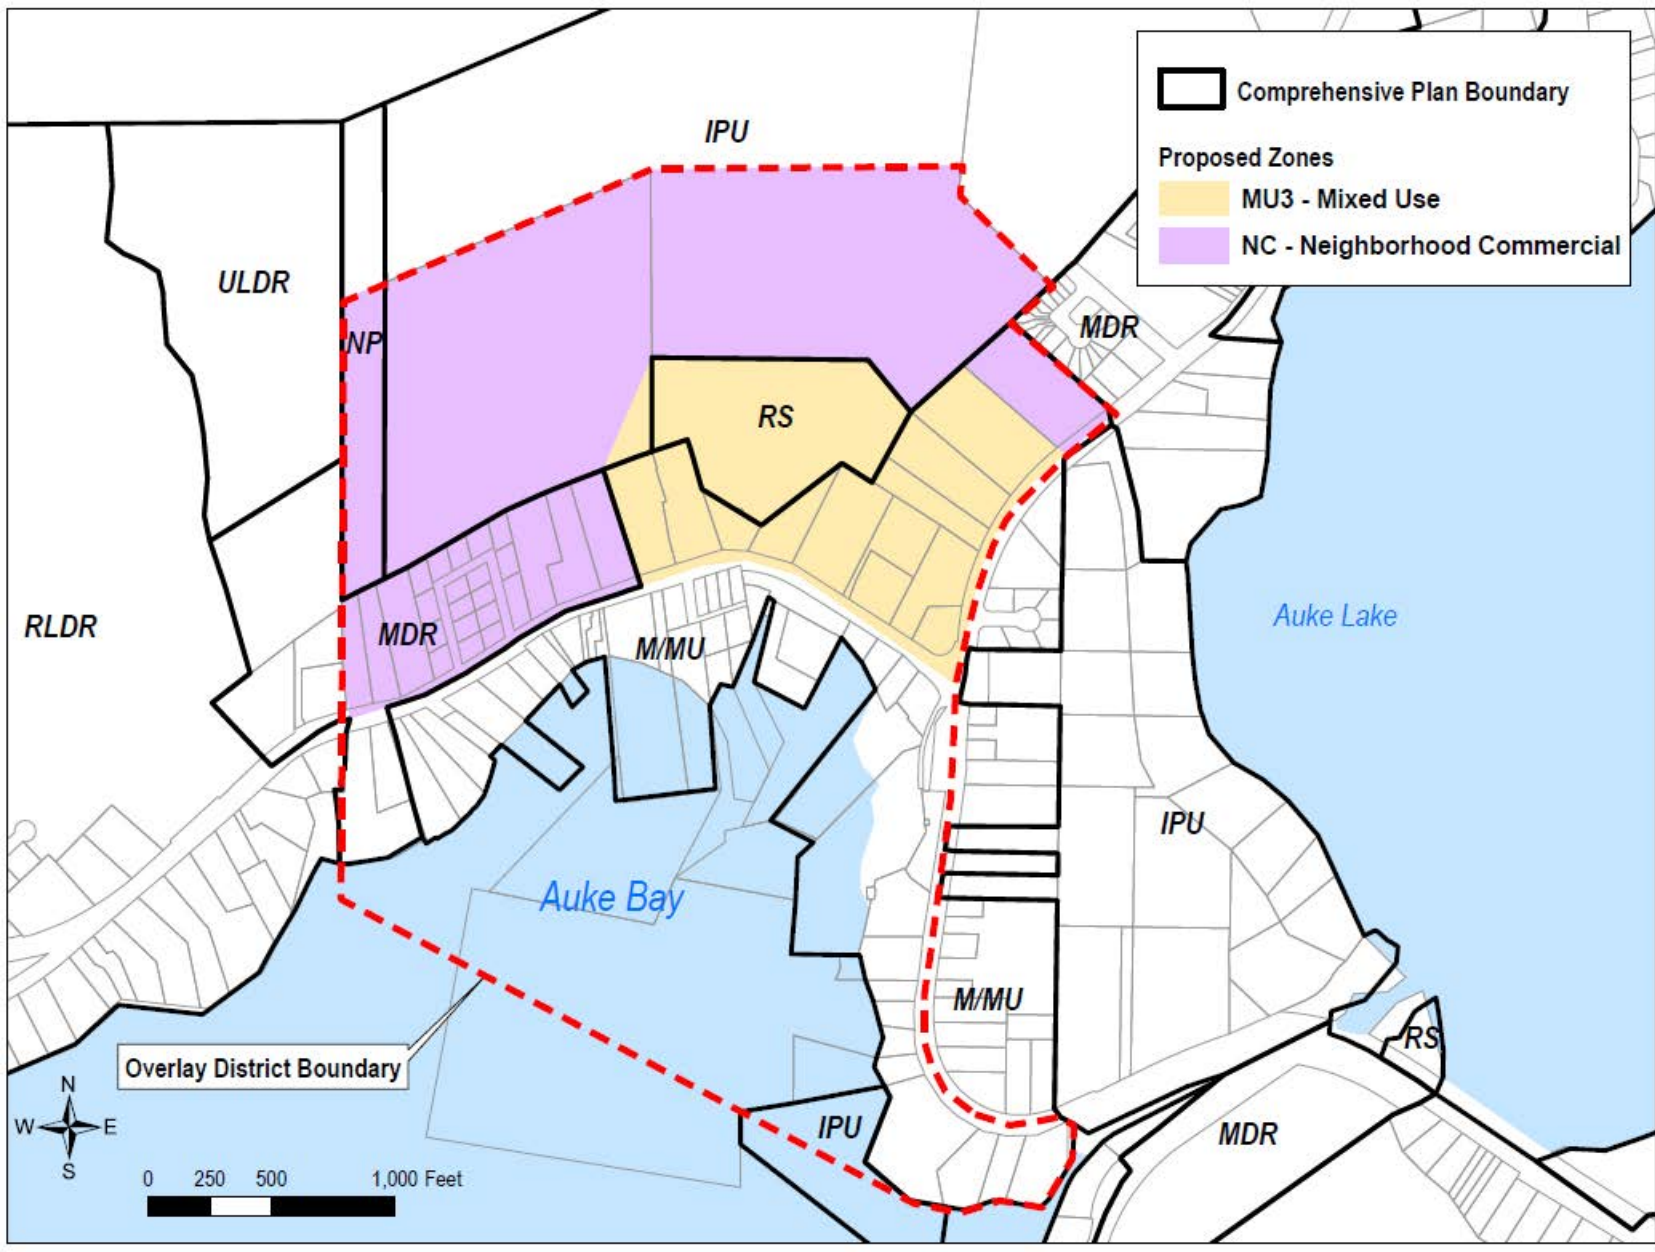 Comprehensive Plan Boundary
IPU
Proposed Zones
MU3 - Mixed Use
NC - Neighborhood Commercial
ULDR
NP
MDR
RS
Auke Lake
RLDR
MDR
M/MU
IPU
Auke Bay
M/MU
RS
Overlay District Boundary
N
W E
S
IPU
MDR
0 250 500 1,000 Feet